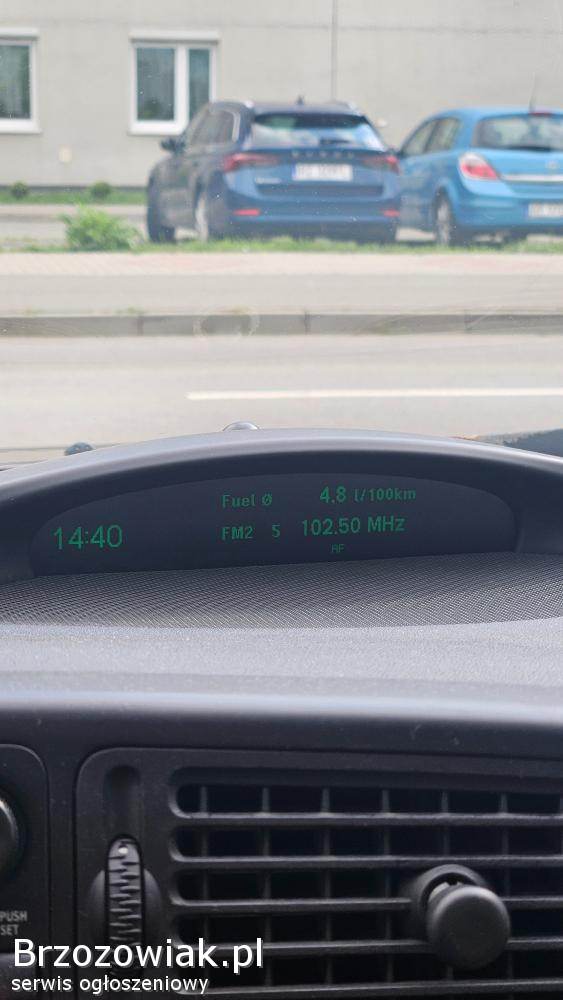 Fuel Ø 4.8 l/100km
14:40 FM2 5 102.50 MHz
AF
PUSH
SET
Brzozowiak.pl
serwis ogłoszeniowy